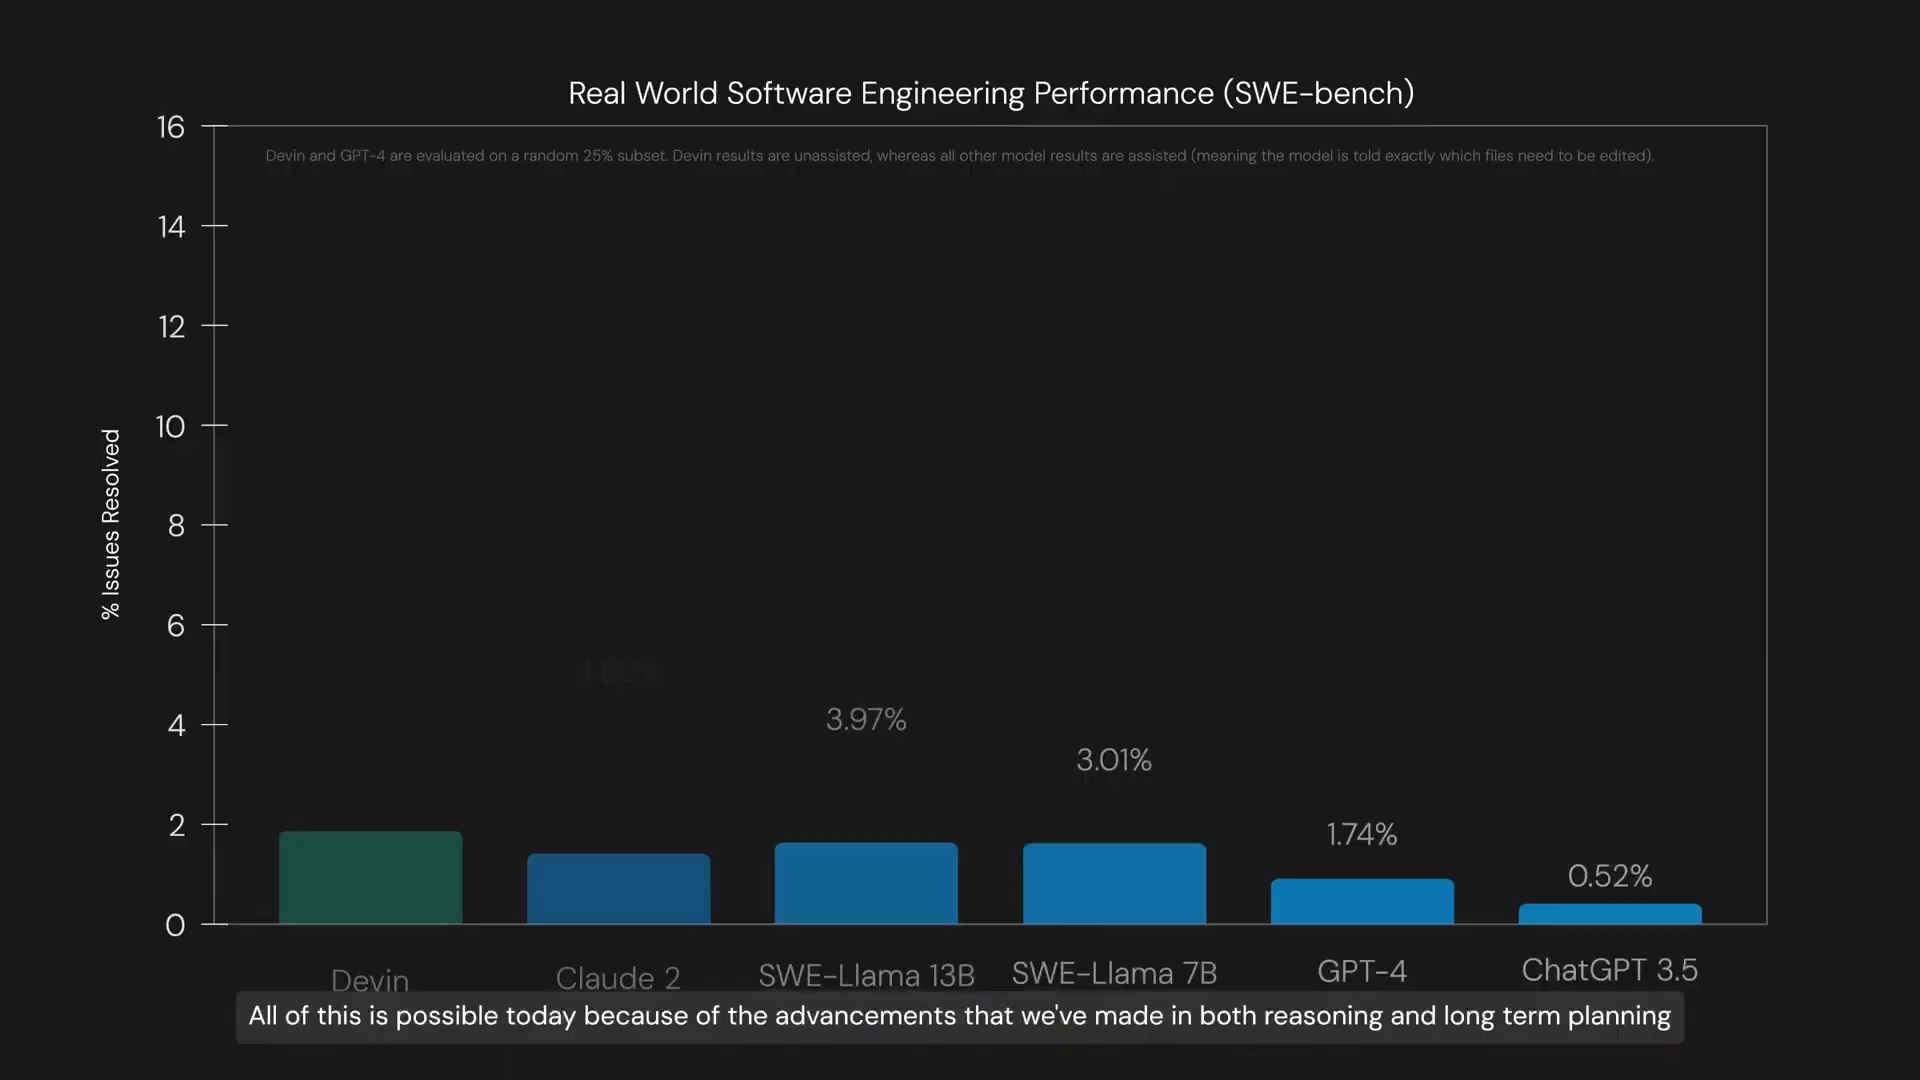 Real World Software Engineering Performance (SWE-bench)
Devin and GPT-4 are evaluated on a random 25% subset. Devin results are unassisted, whereas all other model results are assisted (meaning the model is told exactly which files need to be edited).
16
14
12
10
8
6
4
2
0
% Issues Resolved
3.97%
3.01%
1.74%
0.52%
Devin
Claude 2
SWE-Llama 13B
SWE-Llama 7B
GPT-4
ChatGPT 3.5
All of this is possible today because of the advancements that we've made in both reasoning and long term planning